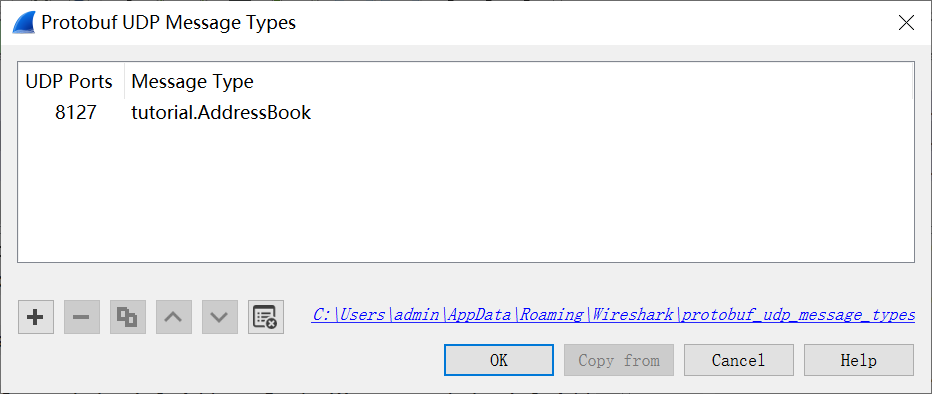 Protobuf UDP Message Types
UDP Ports Message Type
8127 tutorial.AddressBook
C:\Users\admin\AppData\Roaming\Wireshark\protobuf_udp_message_types
OK Copy from Cancel Help